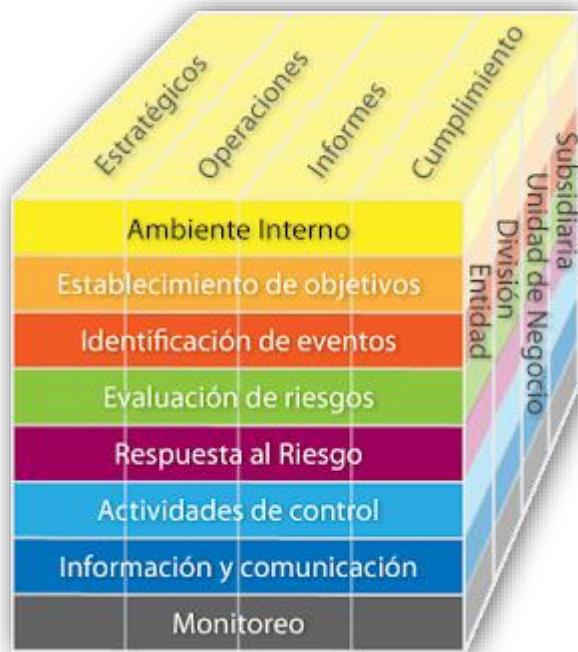 Estratégicos
Operaciones
Informes
Cumplimiento
Ambiente Interno
Establecimiento de objetivos
Identificación de eventos
Evaluación de riesgos
Respuesta al Riesgo
Actividades de control
Información y comunicación
Monitoreo
Entidad
División
Unidad de Negocio
Subsidiaria